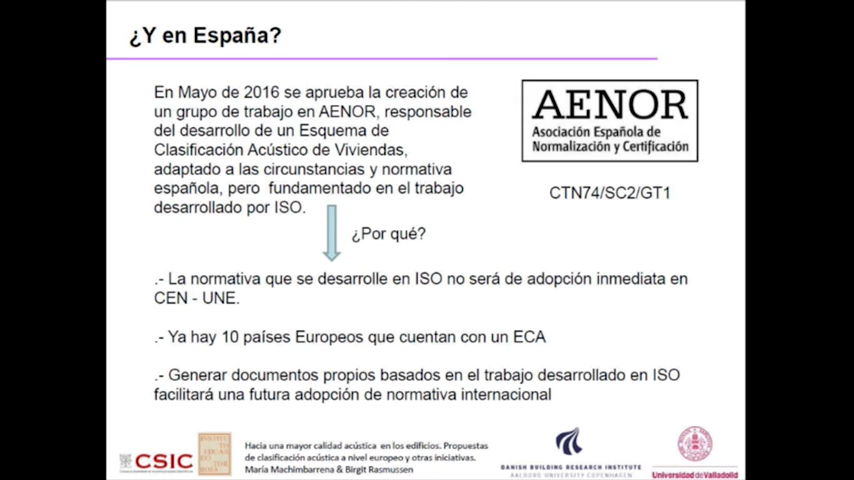 ¿Y en España?
En Mayo de 2016 se aprueba la creación de
un grupo de trabajo en AENOR, responsable
del desarrollo de un Esquema de
Clasificación Acústico de Viviendas,
adaptado a las circunstancias y normativa
española, pero fundamentado en el trabajo
desarrollado por ISO.
AENOR
Asociación Española de
Normalización y Certificación
CTN74/SC2/GT1
¿Por qué?
.- La normativa que se desarrolle en ISO no será de adopción inmediata en
CEN - UNE.
.- Ya hay 10 países Europeos que cuentan con un ECA
.- Generar documentos propios basados en el trabajo desarrollado en ISO
facilitará una futura adopción de normativa internacional
CSIC
Hacia una mayor calidad acústica en los edificios. Propuestas
de clasificación acústica a nivel europeo y otras iniciativas.
María Machimbarrena & Birgit Rasmussen
DANISH BUILDING RESEARCH INSTITUTE
AALBORG UNIVERSITY COPENHAGEN
Universidad de Valladolid